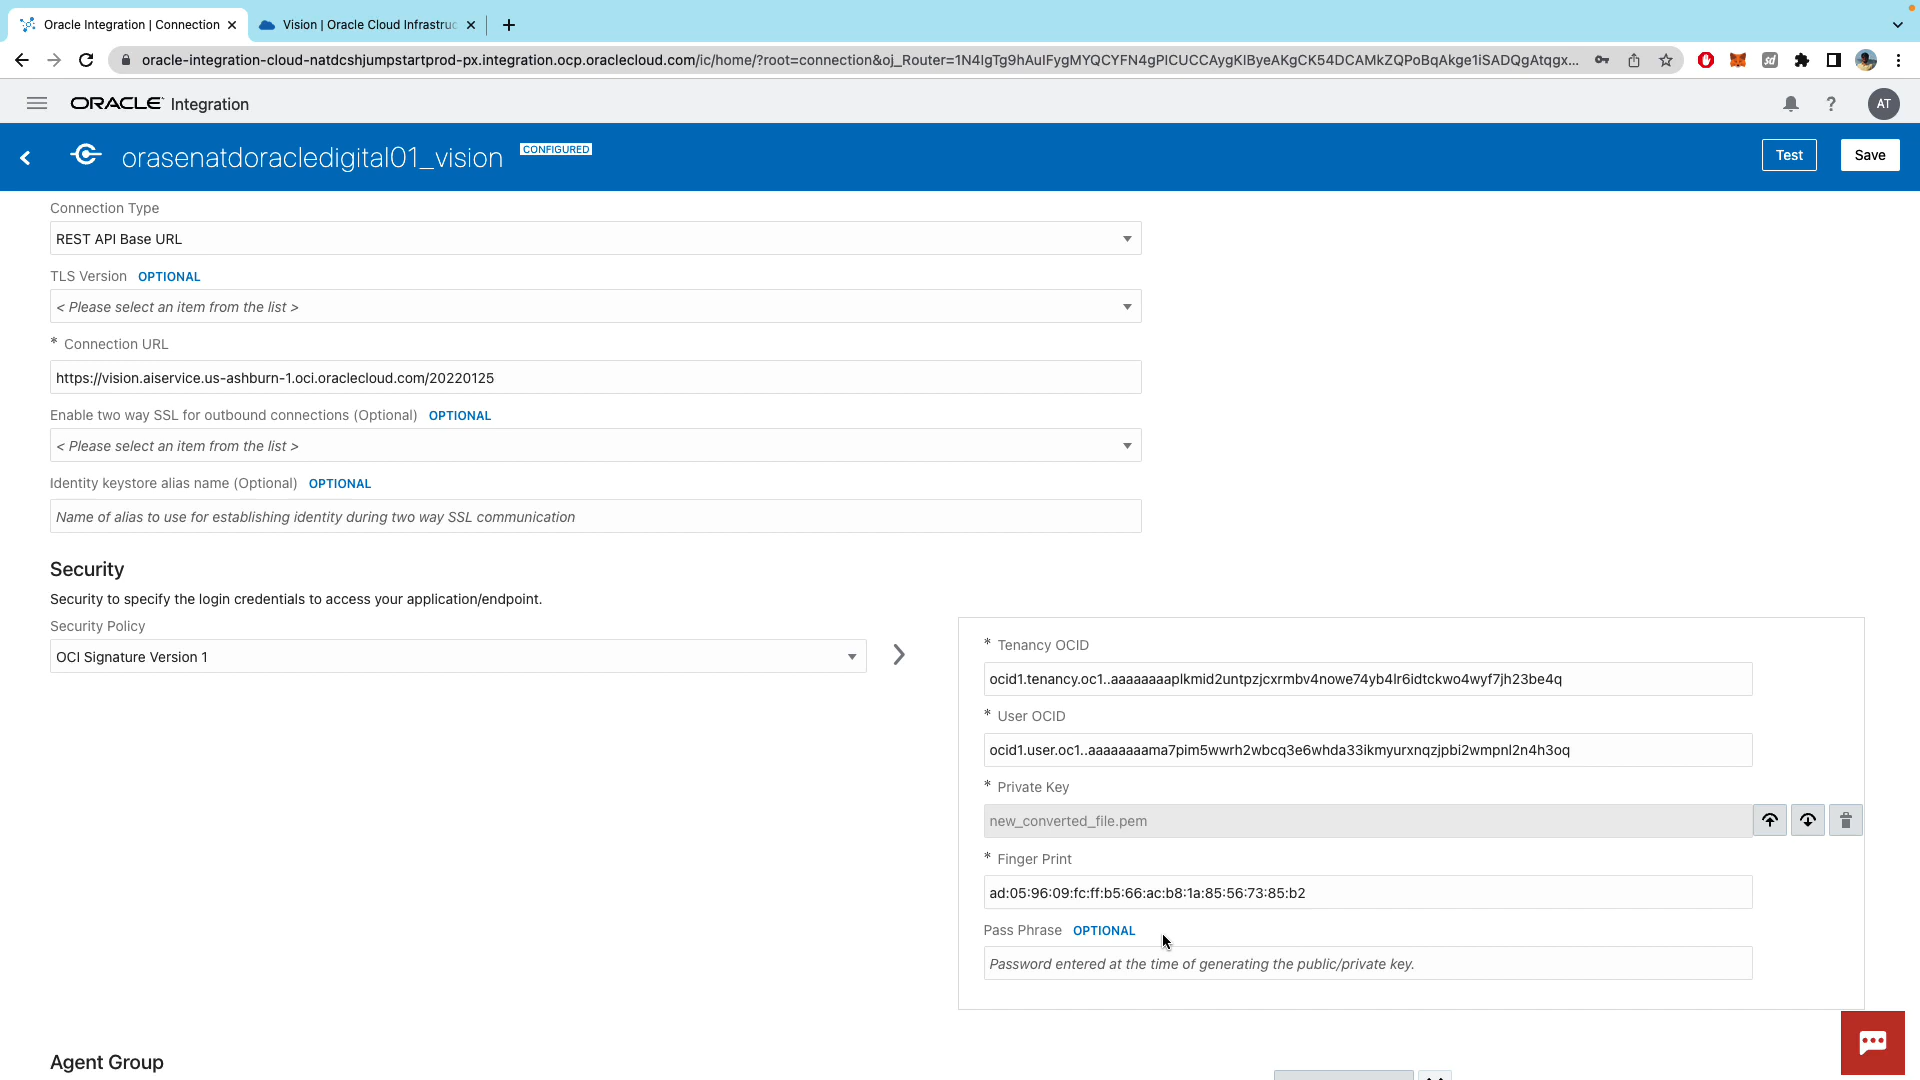 Oracle Integration | Connection
Vision | Oracle Cloud Infrastruc
oracle-integration-cloud-natdcshjumpstartprod-px.integration.ocp.oraclecloud.com/ic/home/?root=connection&oj_Router=1N4IgTg9hAuIFygMYQCYFN4gPICUCCAygKIByeAKgCK54DCAMkZQPoBqAkge1iSADQgAtqgx...
ORACLE Integration
AT
orasenatdoracledigital01_vision
CONFIGURED
Test
Save
Connection Type
REST API Base URL
TLS Version OPTIONAL
< Please select an item from the list >
* Connection URL
https://vision.aiservice.us-ashburn-1.oci.oraclecloud.com/20220125
Enable two way SSL for outbound connections (Optional) OPTIONAL
< Please select an item from the list >
Identity keystore alias name (Optional) OPTIONAL
Name of alias to use for establishing identity during two way SSL communication
Security
Security to specify the login credentials to access your application/endpoint.
Security Policy
OCI Signature Version 1
* Tenancy OCID
ocid1.tenancy.oc1..aaaaaaaaplkmid2untpzjcxrmbv4nowe74yb4lr6idtckwo4wyf7jh23be4q
* User OCID
ocid1.user.oc1..aaaaaaaama7pim5wwrh2wbcq3e6whda33ikmyurxnqzjpbi2wmpnl2n4h3oq
* Private Key
new_converted_file.pem
* Finger Print
ad:05:96:09:fc:ff:b5:66:ac:b8:1a:85:56:73:85:b2
Pass Phrase OPTIONAL
Password entered at the time of generating the public/private key.
Agent Group